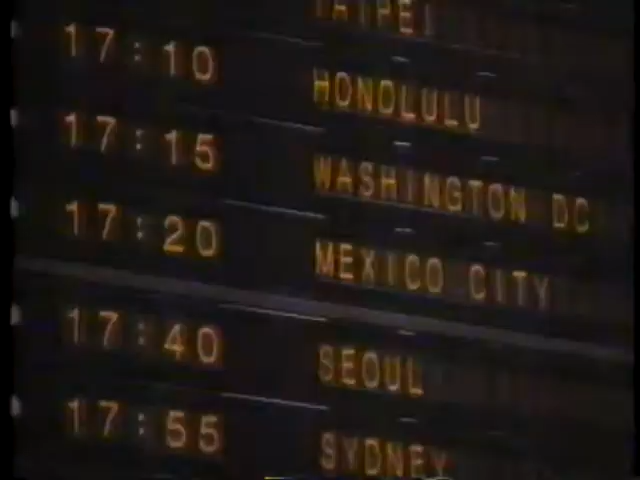 TAIPEI
17:10 HONOLULU
17:15 WASHINGTON DC
17:20 MEXICO CITY
17:40 SEOUL
17:55 SYDNEY